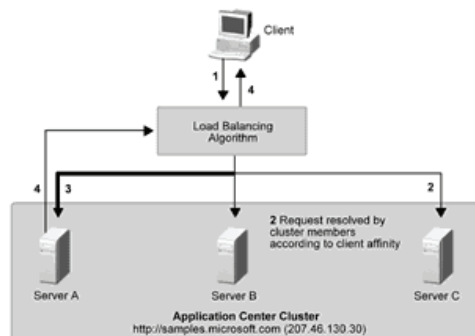 Client
1
4
Load Balancing
Algorithm
4
3
2
2 Request resolved by
cluster members
according to client affinity
Server A
Server B
Server C
Application Center Cluster
http://samples.microsoft.com (207.46.130.30)